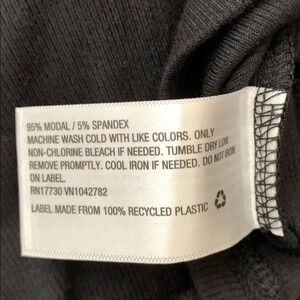 95% MODAL / 5% SPANDEX
MACHINE WASH COLD WITH LIKE COLORS. ONLY
NON-CHLORINE BLEACH IF NEEDED. TUMBLE DRY LOW
REMOVE PROMPTLY. COOL IRON IF NEEDED. DO NOT IRON
ON LABEL.
RN17730 VN1042782
LABEL MADE FROM 100% RECYCLED PLASTIC